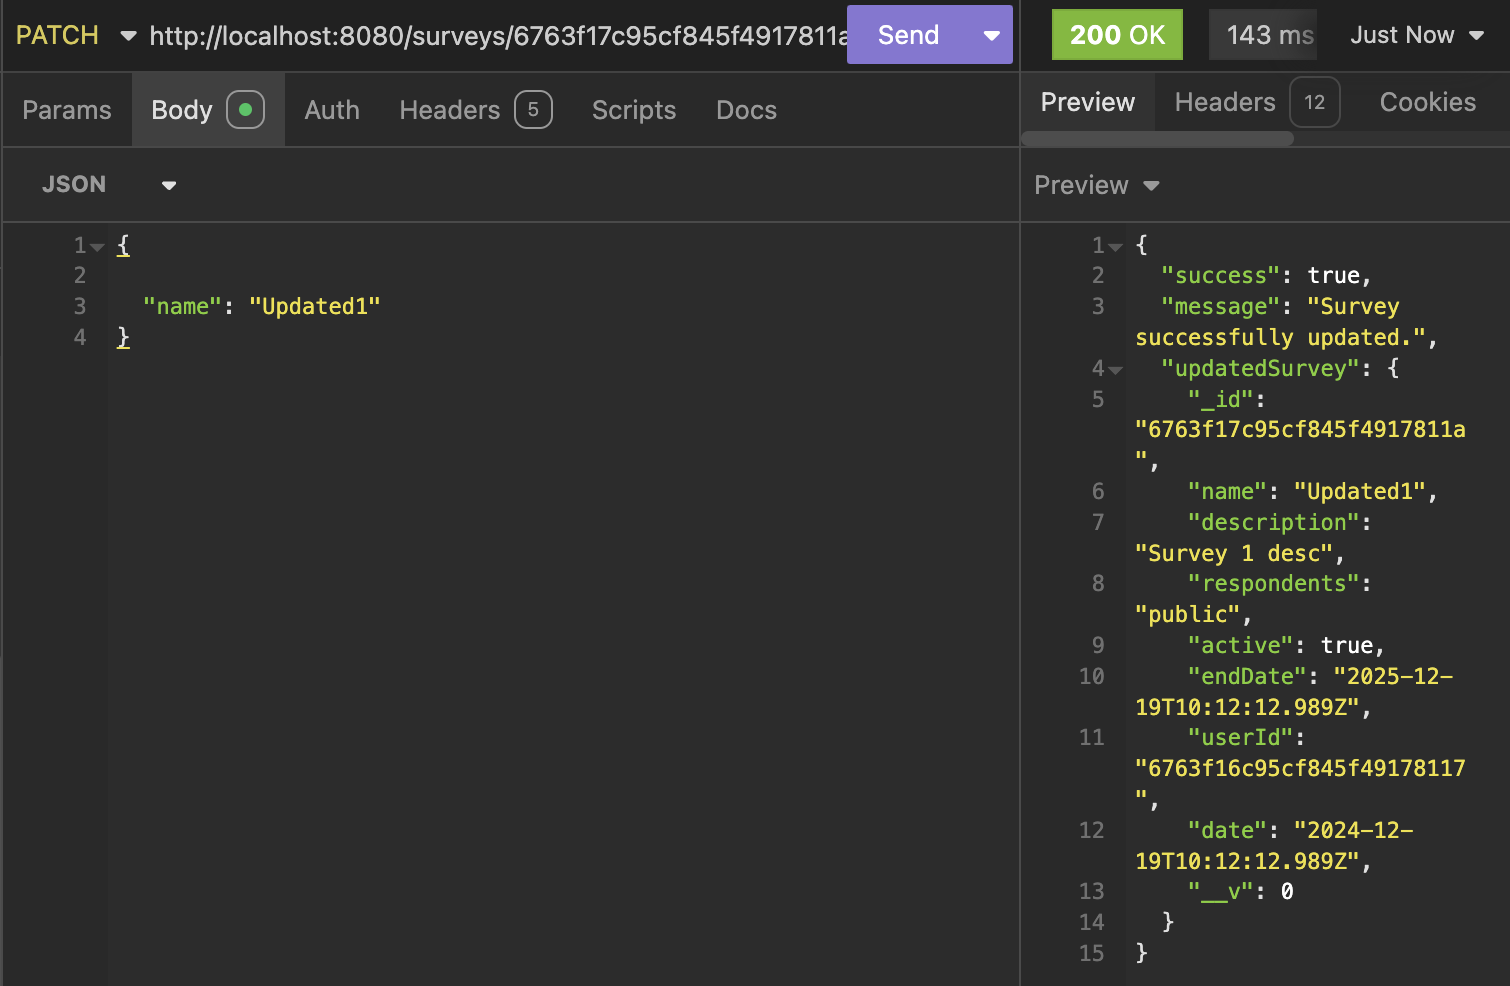 PATCH http://localhost:8080/surveys/6763f17c95cf845f4917811a Send
200 OK 143 ms Just Now
Params Body Auth Headers 5 Scripts Docs
Preview Headers 12 Cookies
JSON
Preview
1 {
2
3 "name": "Updated1"
4 }
1 {
2 "success": true,
3 "message": "Survey
successfully updated.",
4 "updatedSurvey": {
5 "_id":
"6763f17c95cf845f4917811a
",
6 "name": "Updated1",
7 "description":
"Survey 1 desc",
8 "respondents":
"public",
9 "active": true,
10 "endDate": "2025-12-
19T10:12:12.989Z",
11 "userId":
"6763f16c95cf845f49178117
",
12 "date": "2024-12-
19T10:12:12.989Z",
13 "__v": 0
14 }
15 }